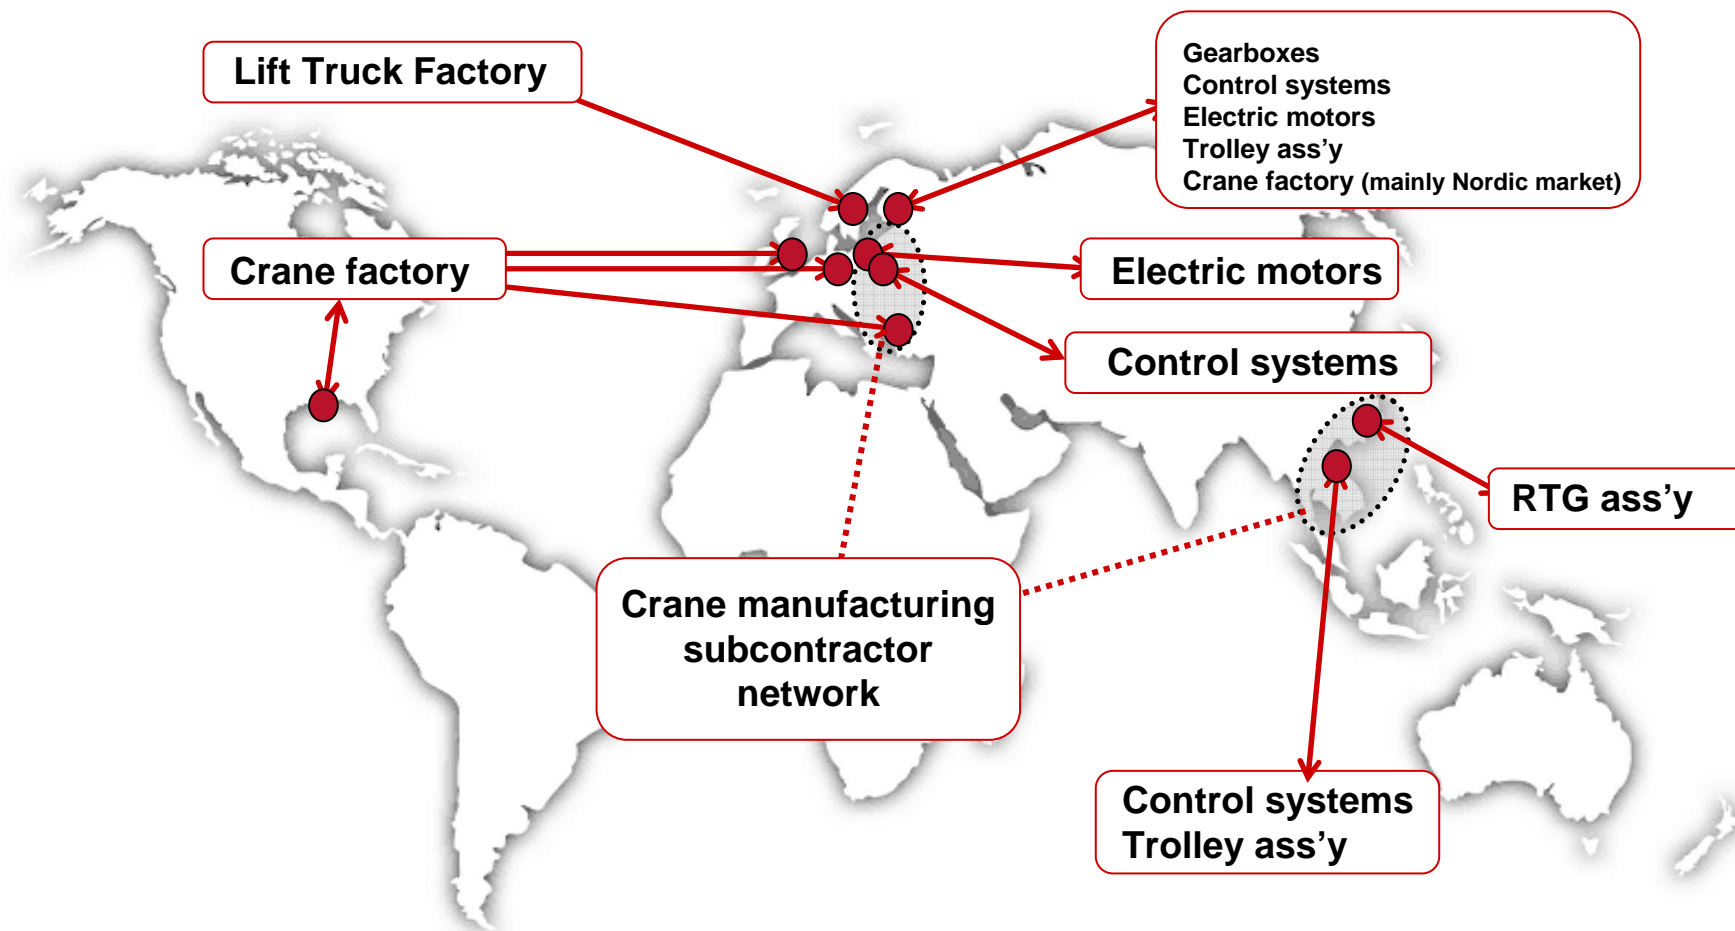 Lift Truck Factory
Gearboxes
Control systems
Electric motors
Trolley ass’y
Crane factory (mainly Nordic market)
Crane factory
Electric motors
Control systems
RTG ass’y
Crane manufacturing
subcontractor
network
Control systems
Trolley ass’y